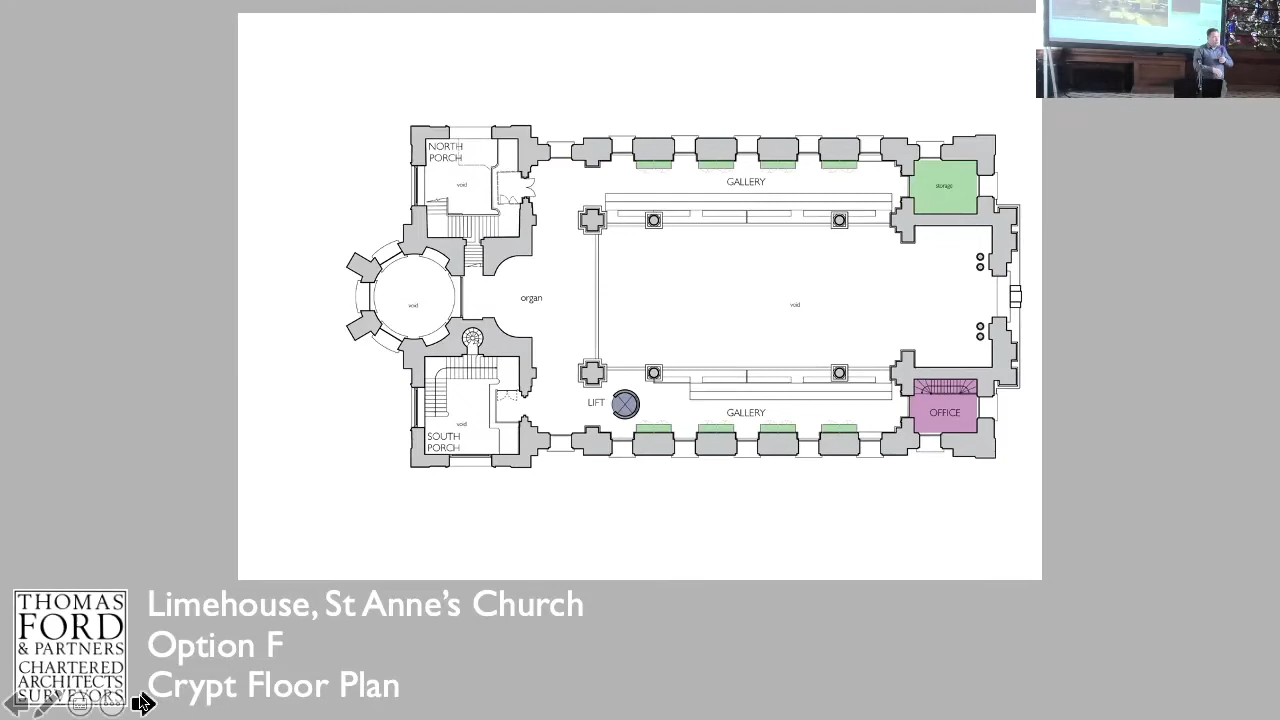 NORTH
PORCH
void
GALLERY
storage
void
organ
void
LIFT
GALLERY
OFFICE
void
SOUTH
PORCH
THOMAS
FORD
& PARTNERS
CHARTERED
ARCHITECTS
SURVEYORS
Limehouse, St Anne's Church
Option F
Crypt Floor Plan